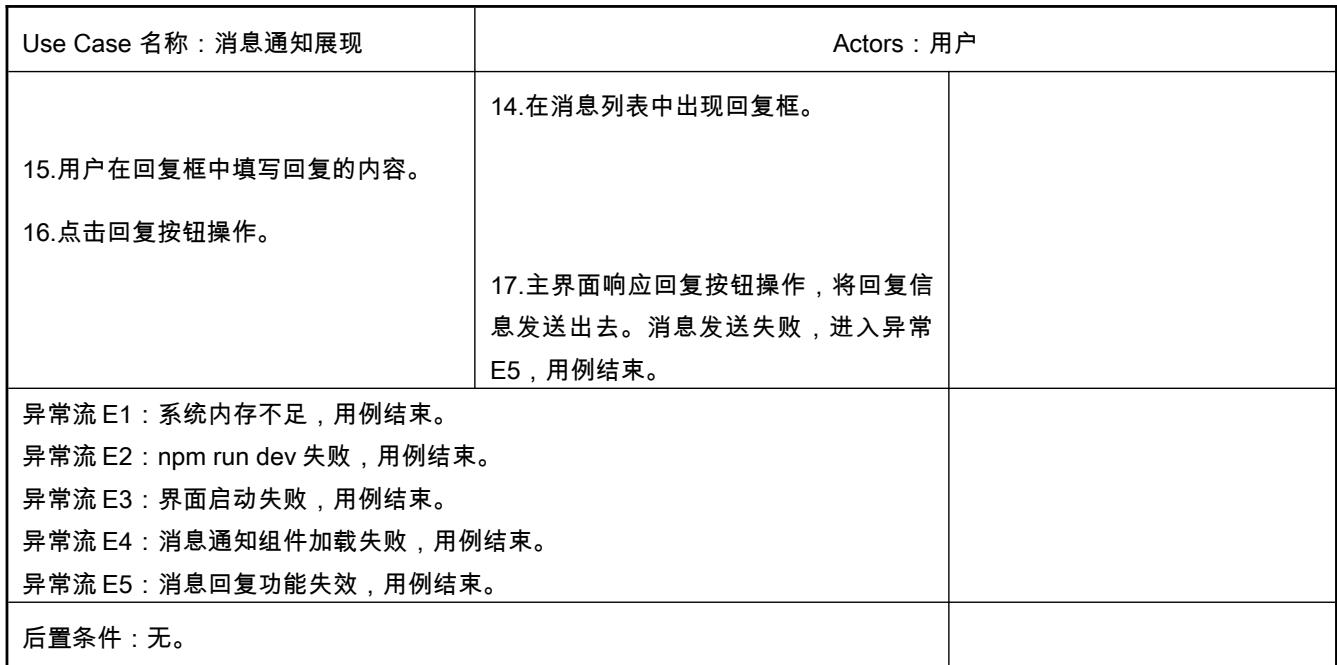 Use Case 名称：消息通知展现
Actors：用户
14.在消息列表中出现回复框。
15.用户在回复框中填写回复的内容。
16.点击回复按钮操作。
17.主界面响应回复按钮操作，将回复信
息发送出去。消息发送失败，进入异常
E5，用例结束。
异常流 E1：系统内存不足，用例结束。
异常流 E2：npm run dev 失败，用例结束。
异常流 E3：界面启动失败，用例结束。
异常流 E4：消息通知组件加载失败，用例结束。
异常流 E5：消息回复功能失效，用例结束。
后置条件：无。